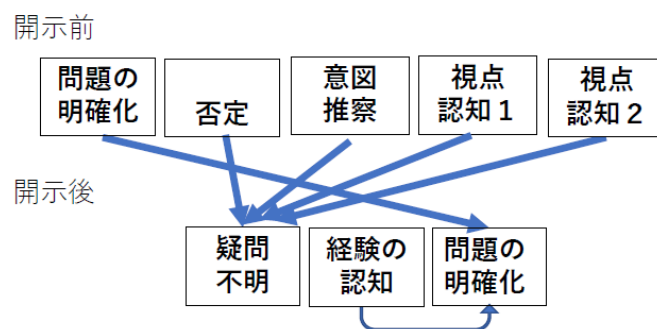 開示前
問題の
明確化
否定
意図
推察
視点
認知1
視点
認知2
開示後
疑問
不明
経験の
認知
問題の
明確化